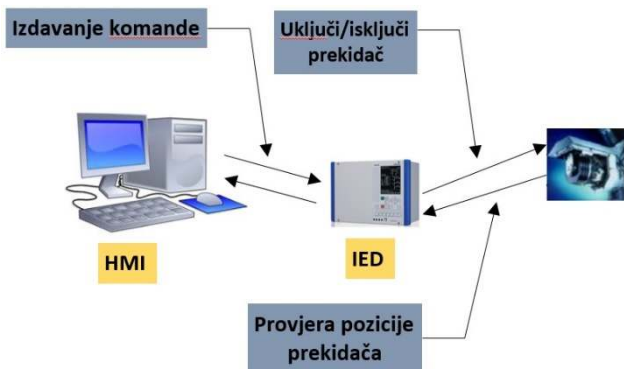 Izdavanje komande
Uključi/isključi
prekidač
HMI
IED
Provjera pozicije
prekidača